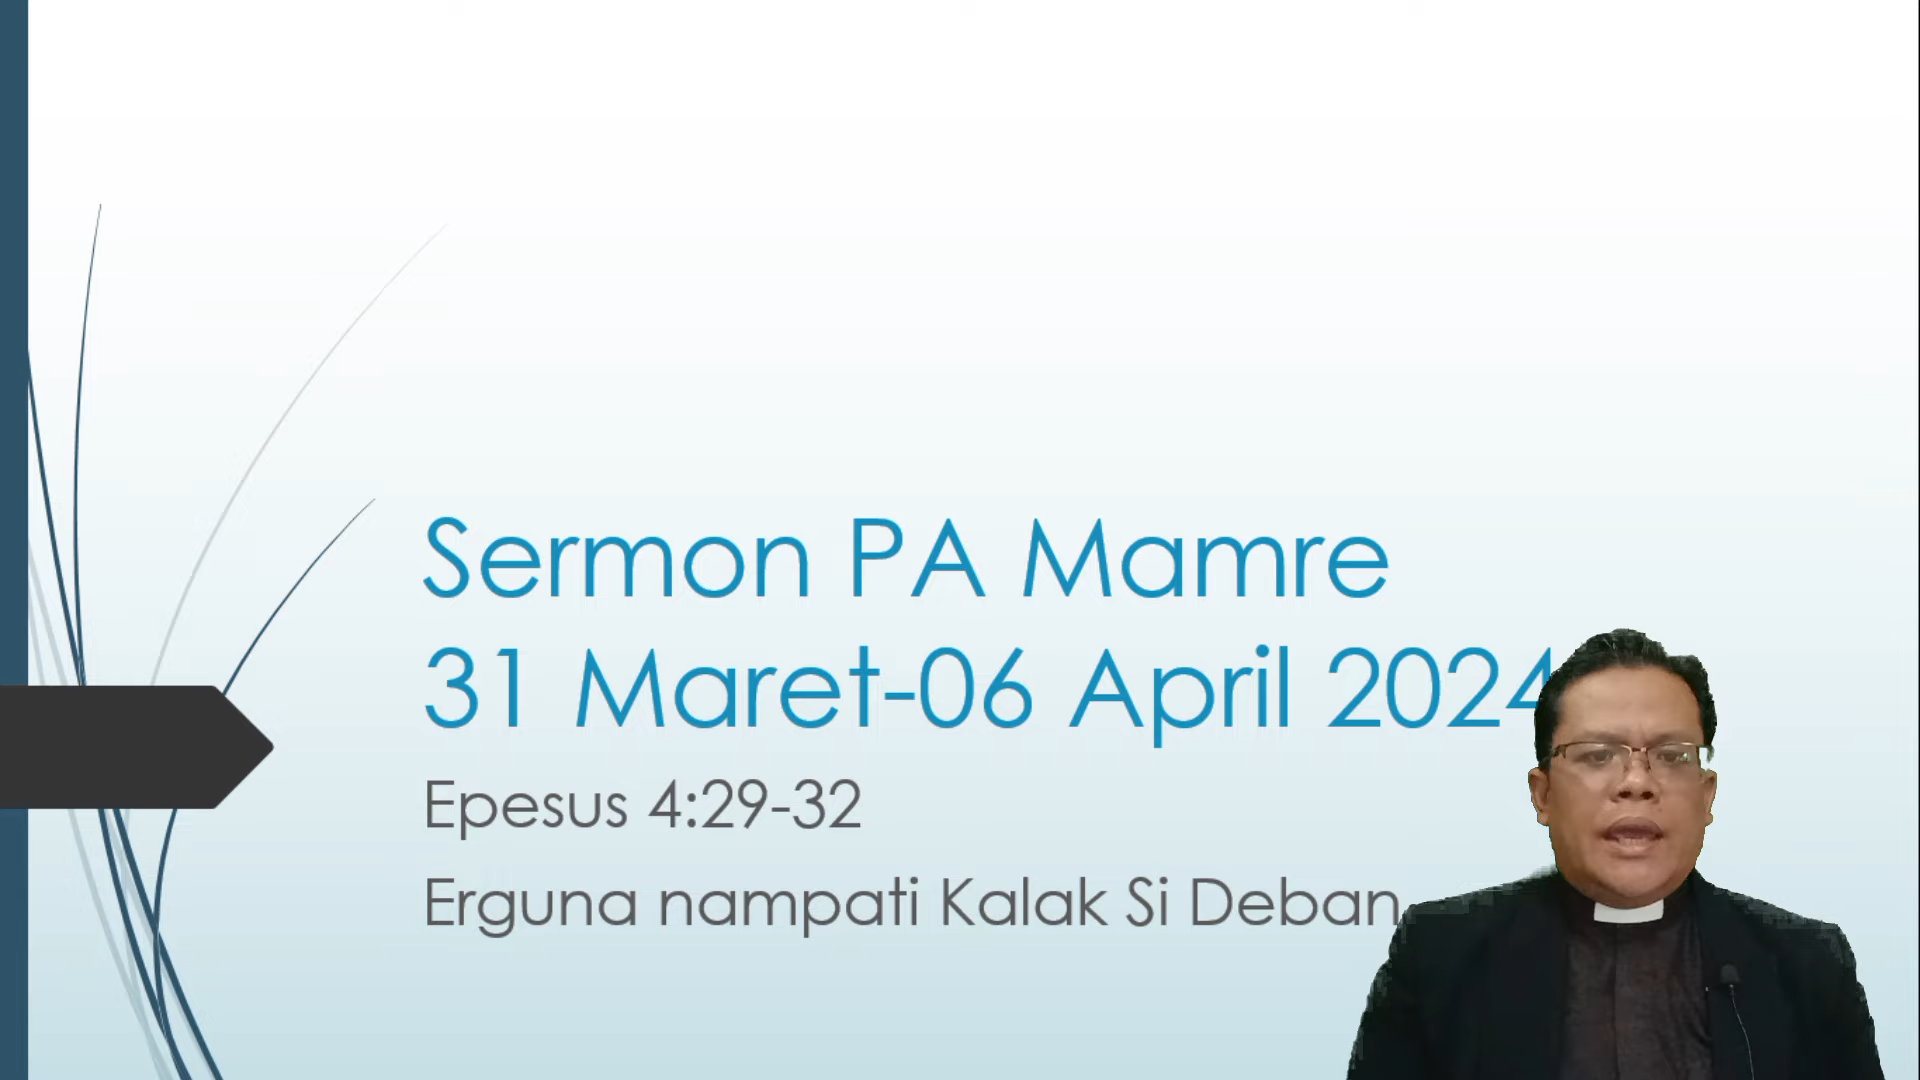 Sermon PA Mamre
31 Maret-06 April 2024
Epesus 4:29-32
Erguna nampati Kalak Si Deban